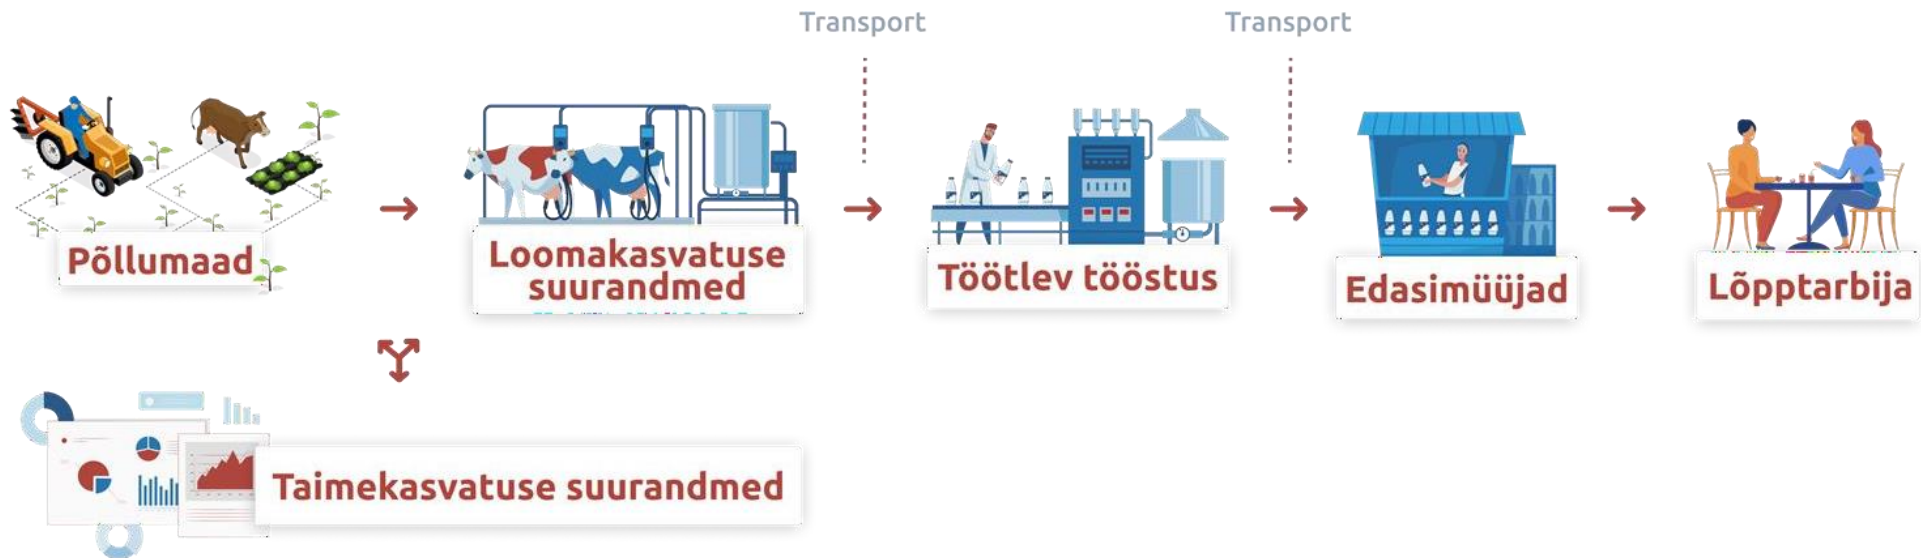 Transport
Transport
Põllumaad
Loomakasvatuse
suurandmed
Töötlev tööstus
Edasimüüjad
Lõpptarbija
Taimekasvatuse suurandmed